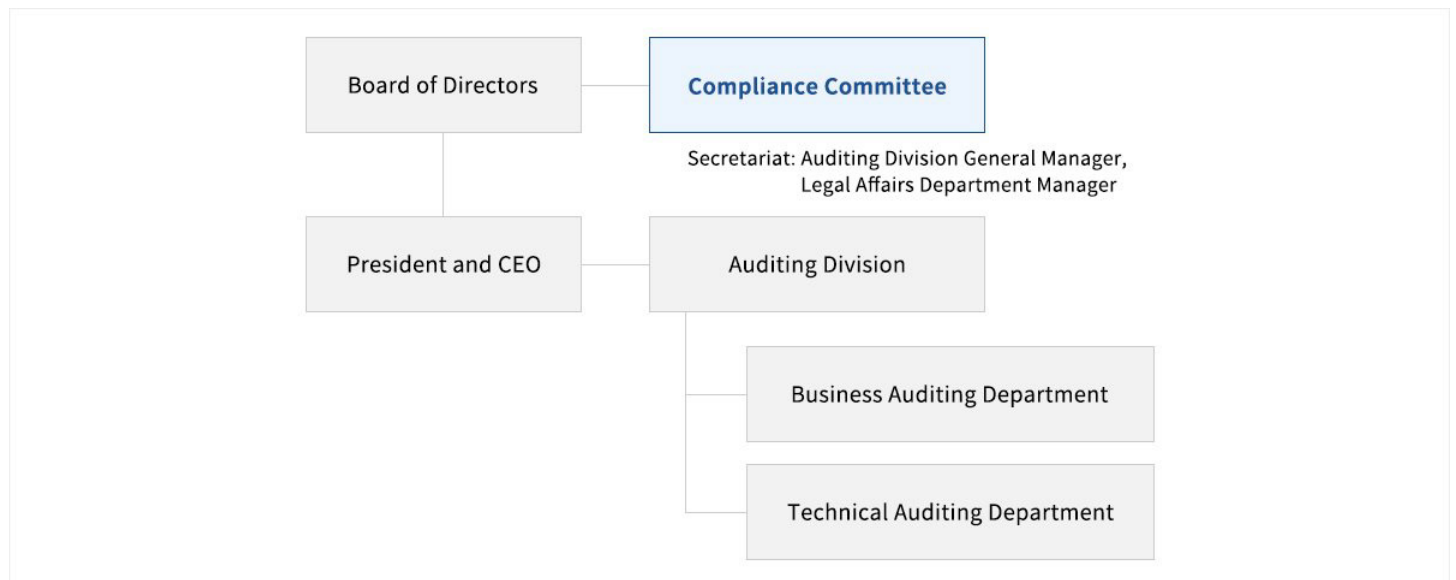 Board of Directors
Compliance Committee
Secretariat: Auditing Division General Manager,
Legal Affairs Department Manager
President and CEO
Auditing Division
Business Auditing Department
Technical Auditing Department